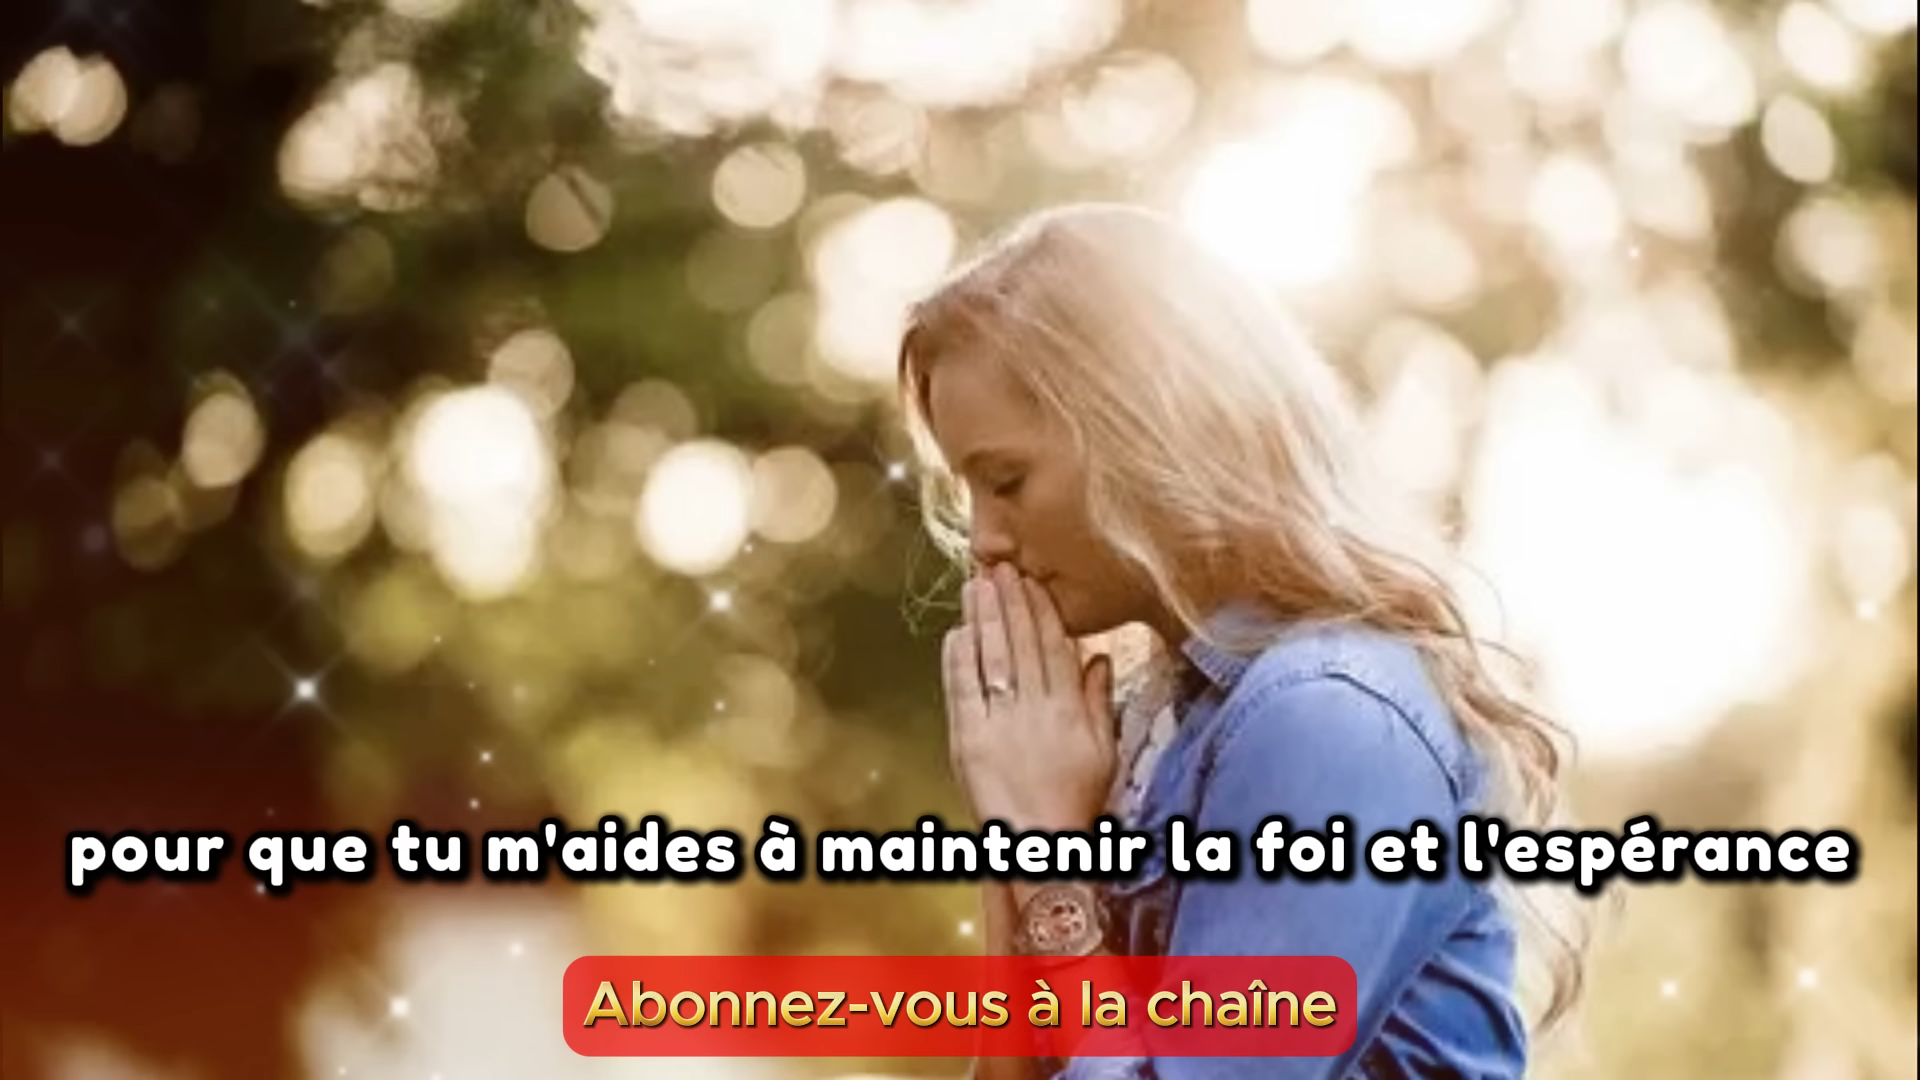 pour que tu m'aides à maintenir la foi et l'espérance
Abonnez-vous à la chaîne